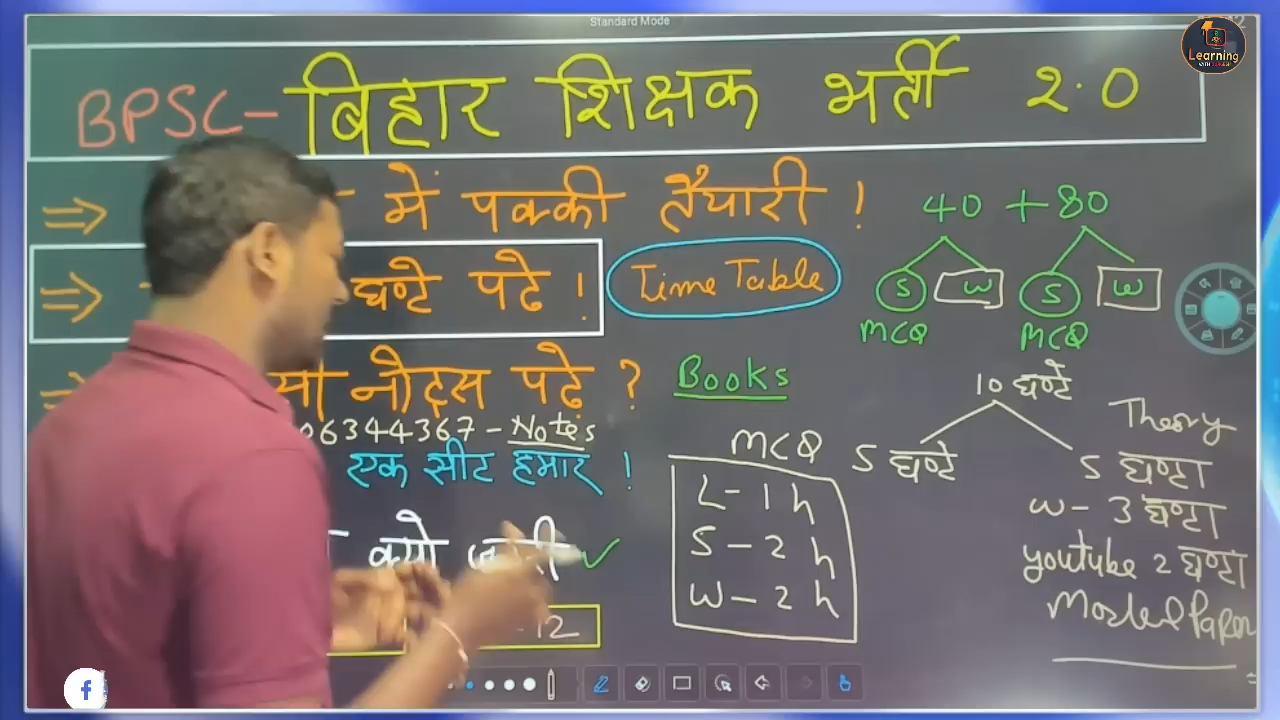 Standard Mode
Learning
BPSC- बिहार शिक्षक भर्ती 2.0
⇒ में पक्की तैयारी !
⇒ घण्टे पढे !
Time Table
40 + 80
S W S W
MCQ MCQ
नोट्स पढ़े ?
Books
06344367 - Notes
एक सीट हमार !
क्यो
12
MCQ
L - 1 h
S - 2 h
W - 2 h
10 घण्टे
5 घण्टे
Theory
5 घण्टा
W - 3 घण्टा
youtube 2 घण्टा
Model Paper
f